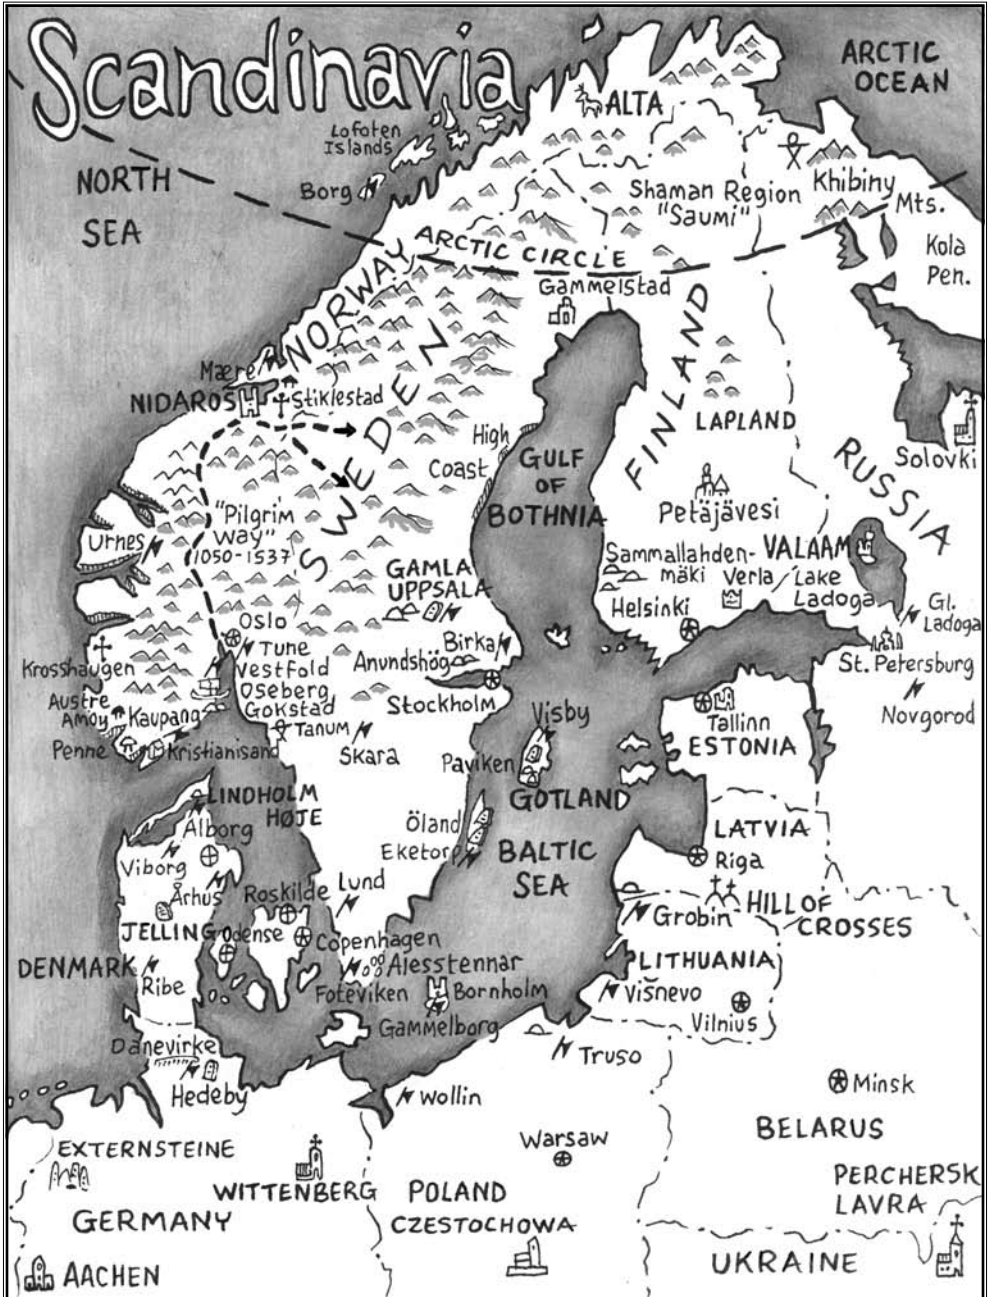 Scandinavia
ARCTIC
OCEAN
ALTA
Lofoten
Islands
Borg
NORTH
SEA
Shaman Region
"Saumi"
Khibiny
Mts.
Kola
Pen.
ARCTIC CIRCLE
NORWAY
Gammelstad
SWEDEN
FINLAND
Mære
NIDAROS
Stiklestad
LAPLAND
RUSSIA
Solovki
High
Coast
GULF
OF
BOTHNIA
Petäjävesi
"Pilgrim
Way"
1050-1537
Urnes
GAMLA
UPPSALA
Sammallahden-
mäki
VALAAM
Verla
Lake
Ladoga
Helsinki
Gl.
Ladoga
Oslo
Tune
Vestfold
Oseberg
Gokstad
Birka
Anundshög
Stockholm
St. Petersburg
Novgorod
Krosshaugen
Austre
Amoy
Kaupang
Penne
Kristianisand
Tanum
Skara
Visby
Paviken
GOTLAND
Tallinn
ESTONIA
LINDHOLM
HØJE
Alborg
Viborg
Århus
Öland
Eketorp
BALTIC
SEA
LATVIA
Riga
Roskilde
Lund
JELLING
Odense
Copenhagen
HILL OF
CROSSES
Grobin
DENMARK
Ribe
Alesstennar
Foteviken
Bornholm
Gammelborg
LITHUANIA
Višnevo
Vilnius
Danevirke
Hedeby
Truso
Wollin
Minsk
Warsaw
BELARUS
EXTERNSTEINE
WITTENBERG
POLAND
PERCHERSK
LAVRA
GERMANY
CZESTOCHOWA
UKRAINE
AACHEN